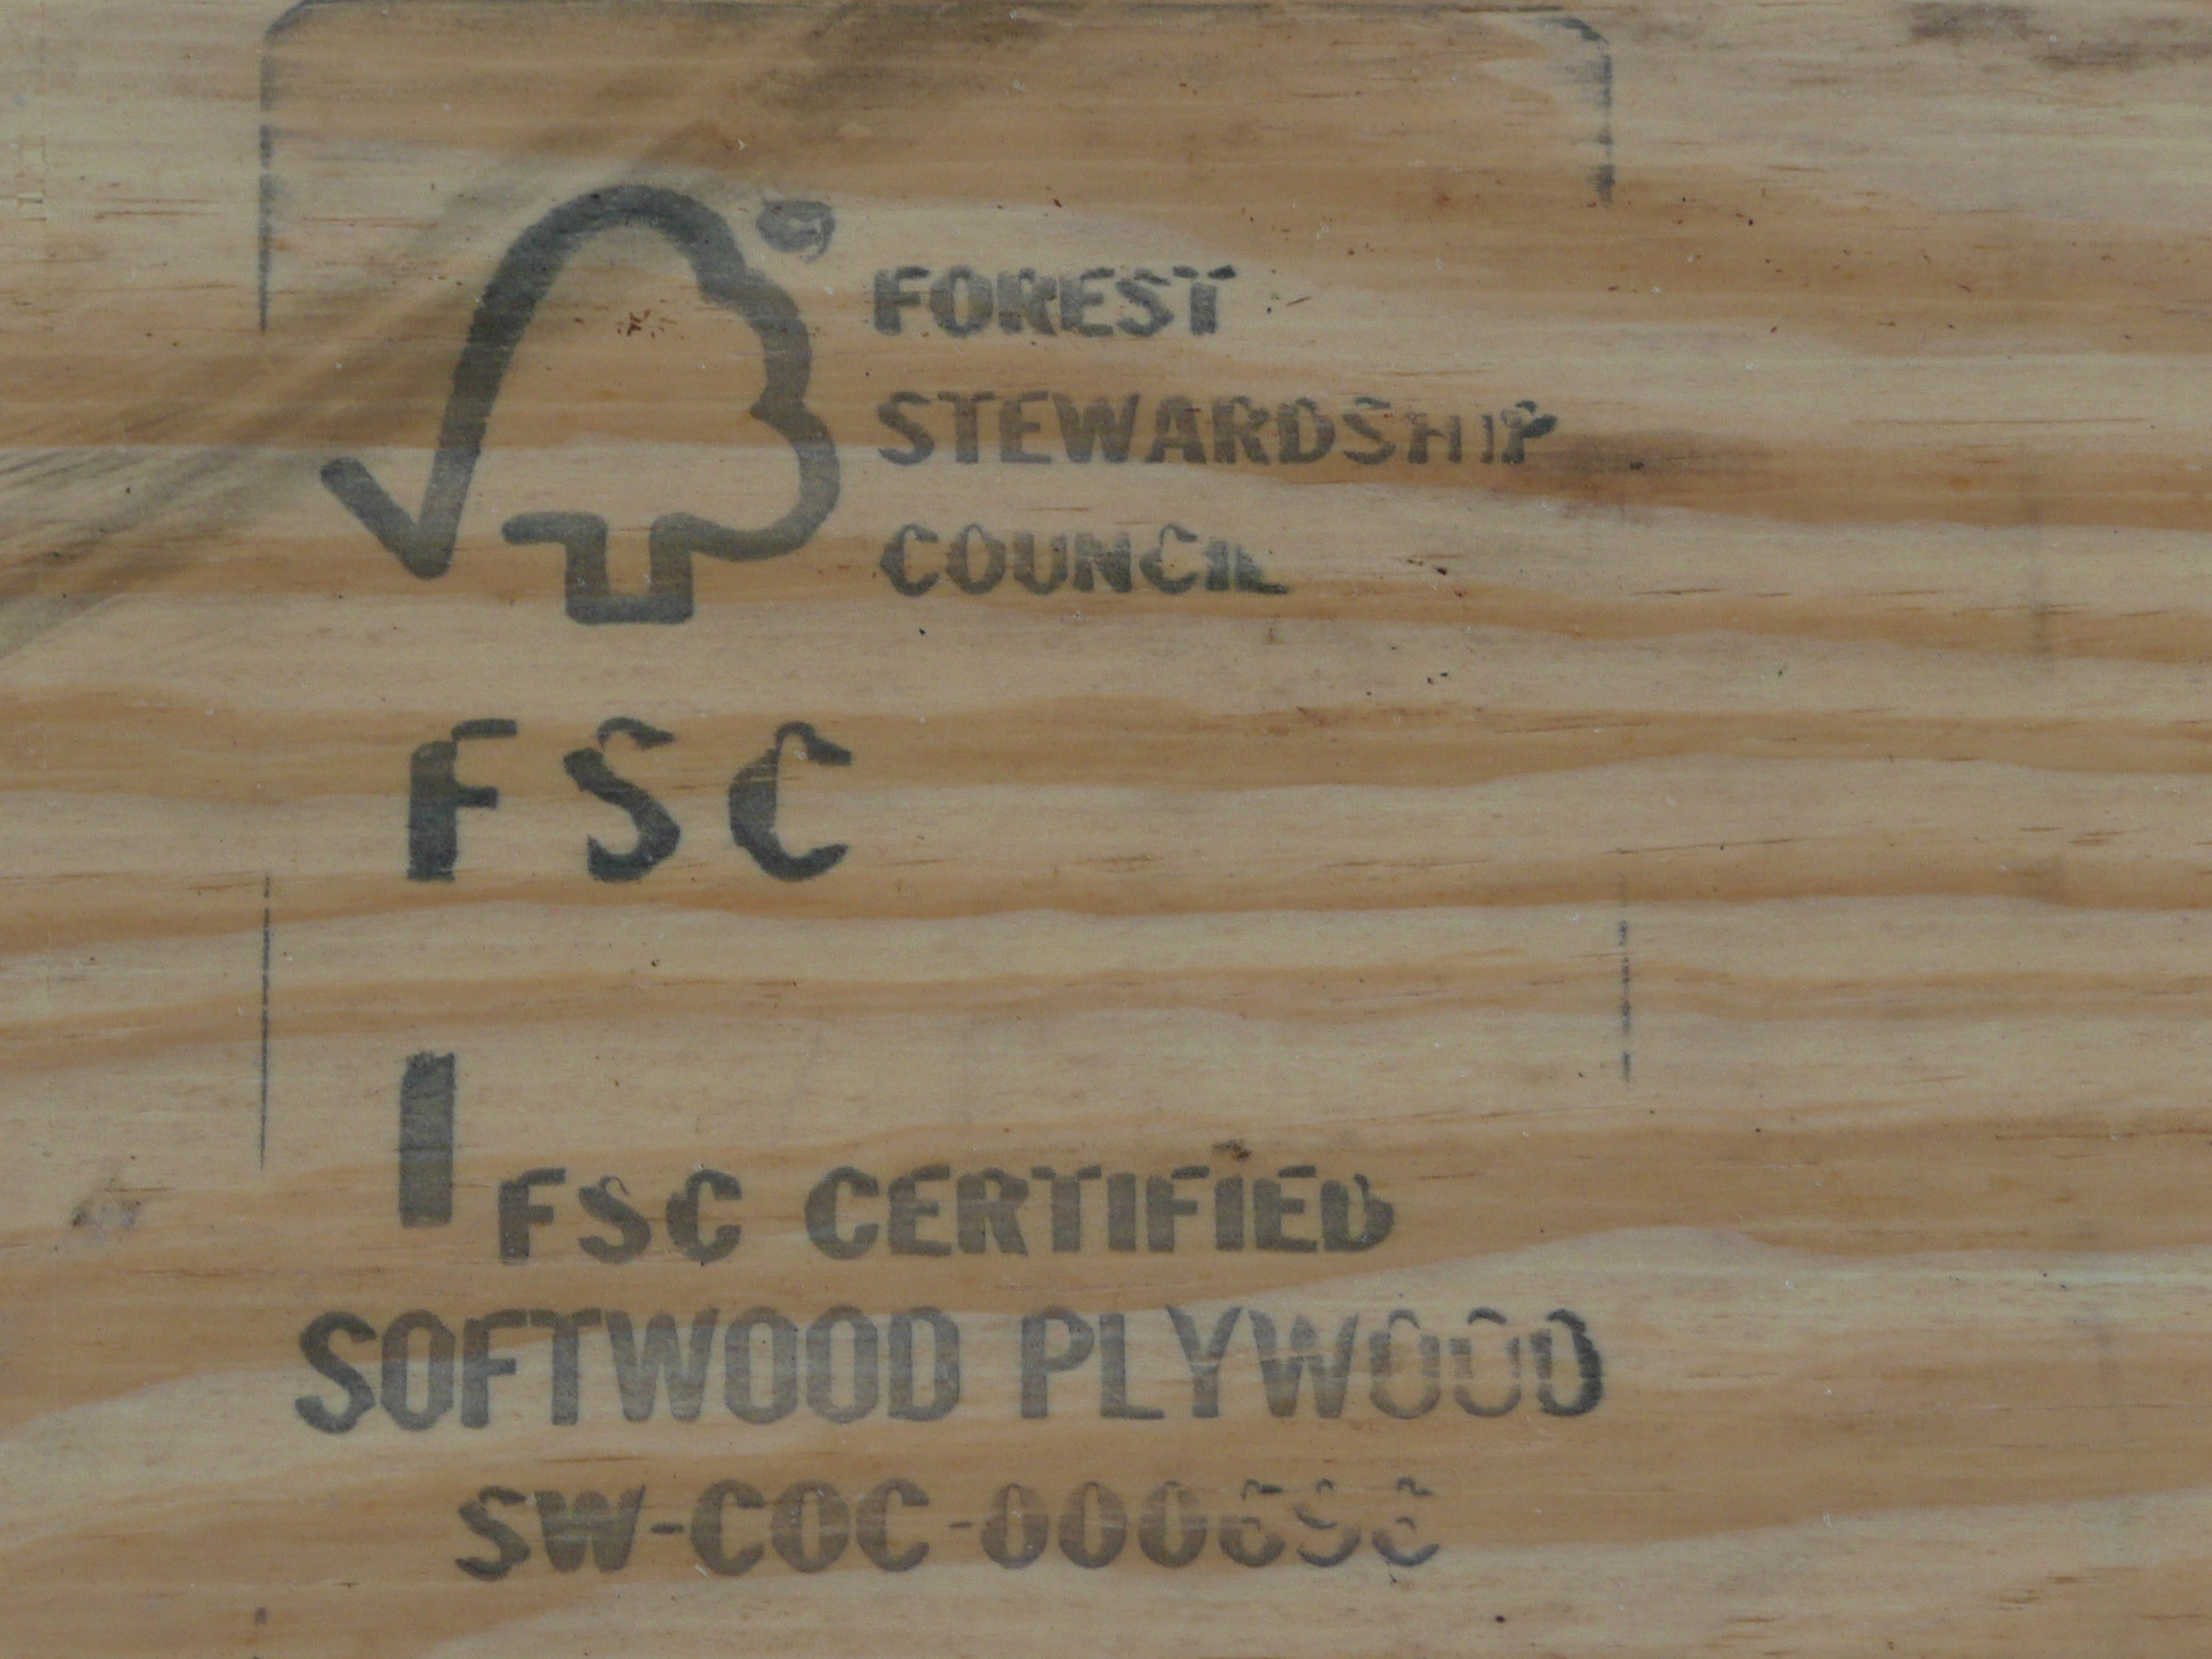 FOREST
STEWARDSHIP
COUNCIL
FSC
FSC CERTIFIED
SOFTWOOD PLYWOOD